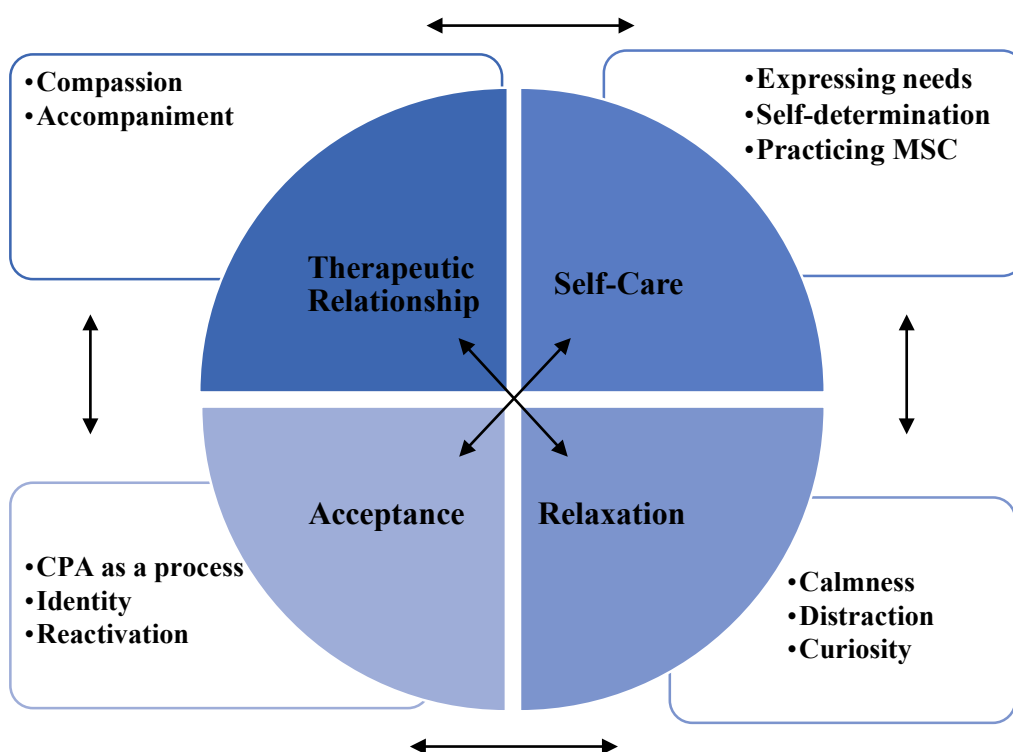 •Compassion
•Accompaniment
•Expressing needs
•Self-determination
•Practicing MSC
Therapeutic
Relationship
Self-Care
Acceptance
Relaxation
•CPA as a process
•Identity
•Reactivation
•Calmness
•Distraction
•Curiosity